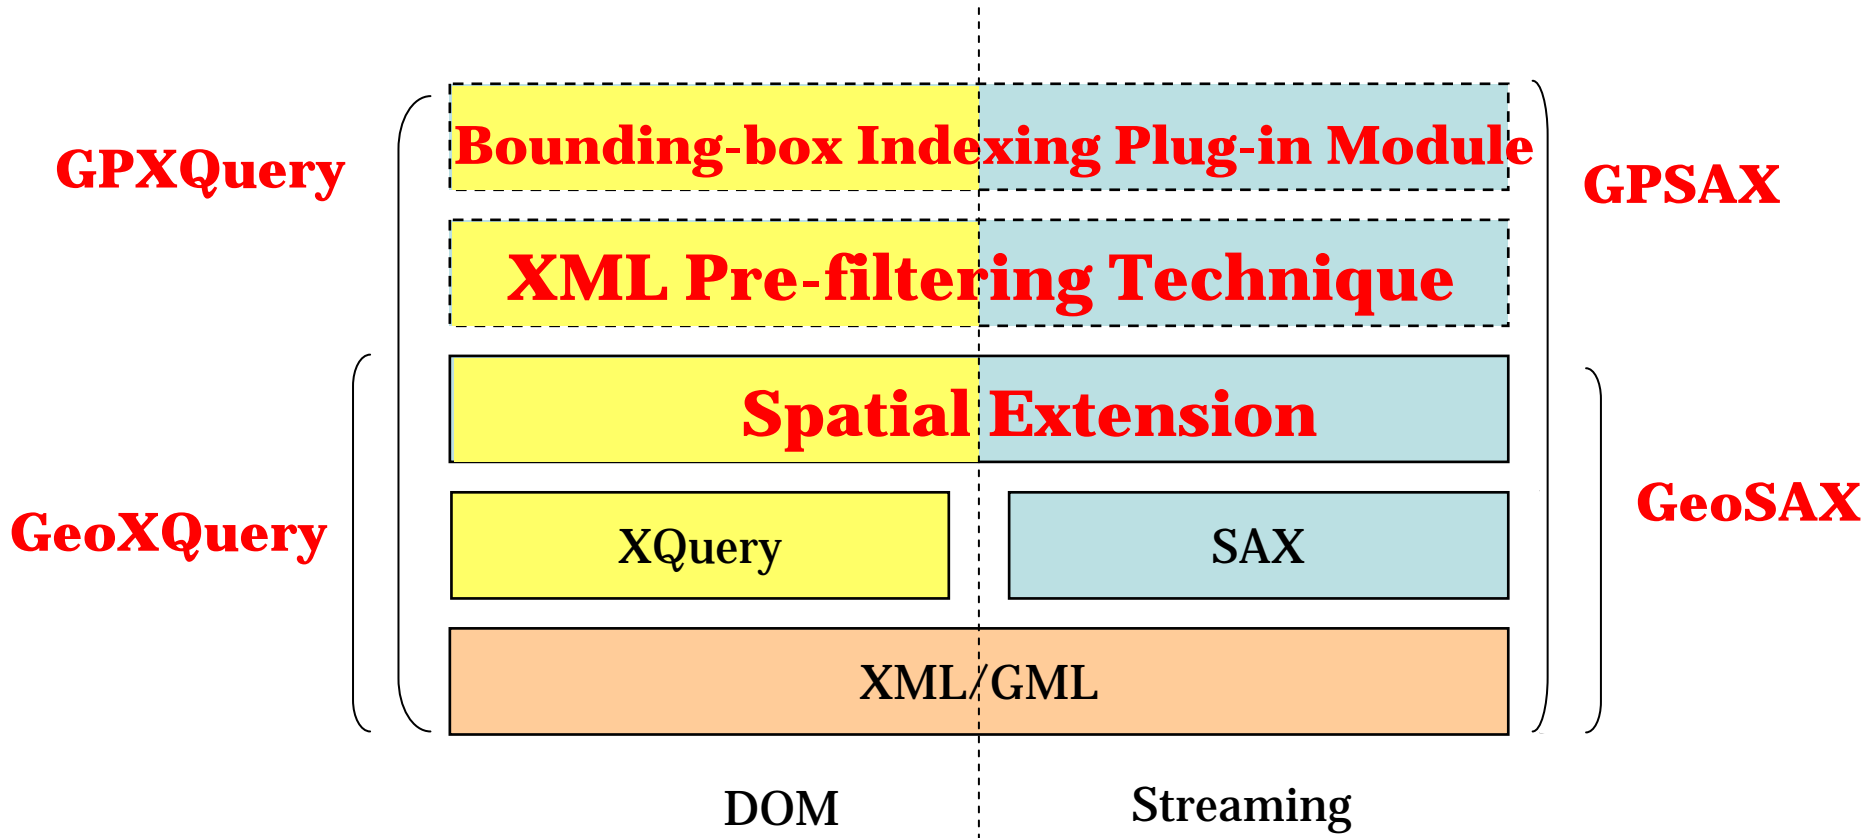 Bounding-box Indexing Plug-in Module
GPXQuery
GPSAX
XML Pre-filtering Technique
Spatial Extension
GeoXQuery
GeoSAX
XQuery
SAX
XML/GML
DOM
Streaming